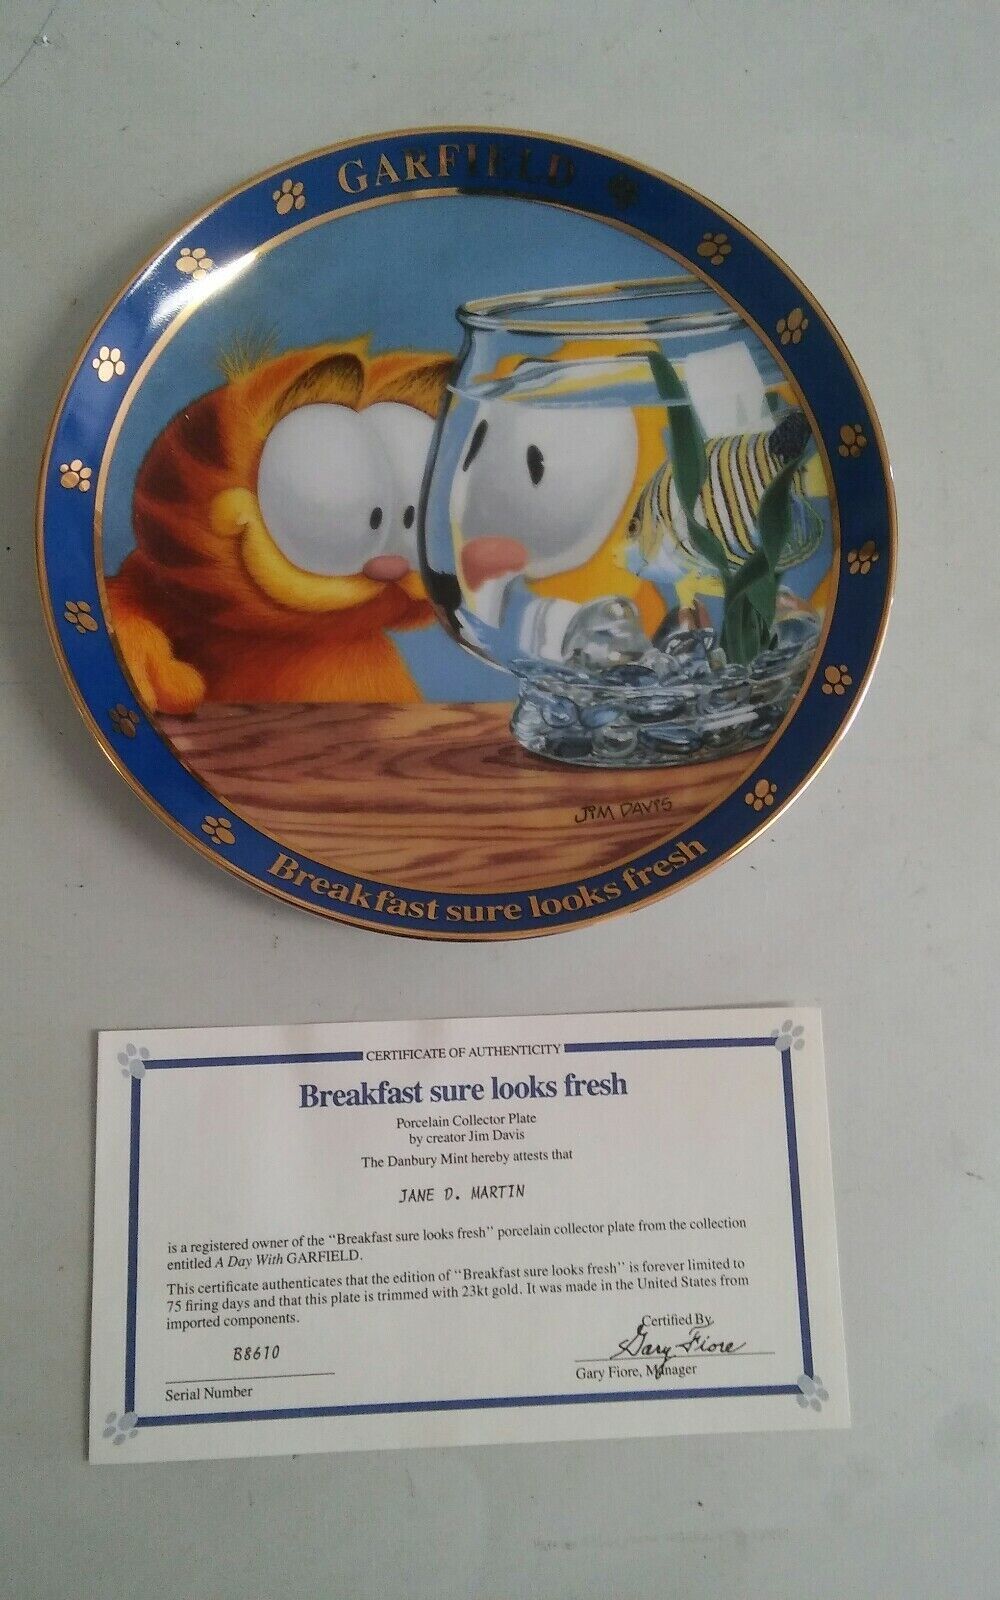 GARFIELD
JIM DAVIS
Breakfast sure looks fresh
CERTIFICATE OF AUTHENTICITY
Breakfast sure looks fresh
Porcelain Collector Plate
by creator Jim Davis
The Danbury Mint hereby attests that
JANE D. MARTIN
is a registered owner of the "Breakfast sure looks fresh" porcelain collector plate from the collection
entitled A Day With GARFIELD.
This certificate authenticates that the edition of "Breakfast sure looks fresh" is forever limited to
75 firing days and that this plate is trimmed with 23kt gold. It was made in the United States from
imported components.
Certified By,
Gary Fiore
B8610
Gary Fiore, Manager
Serial Number